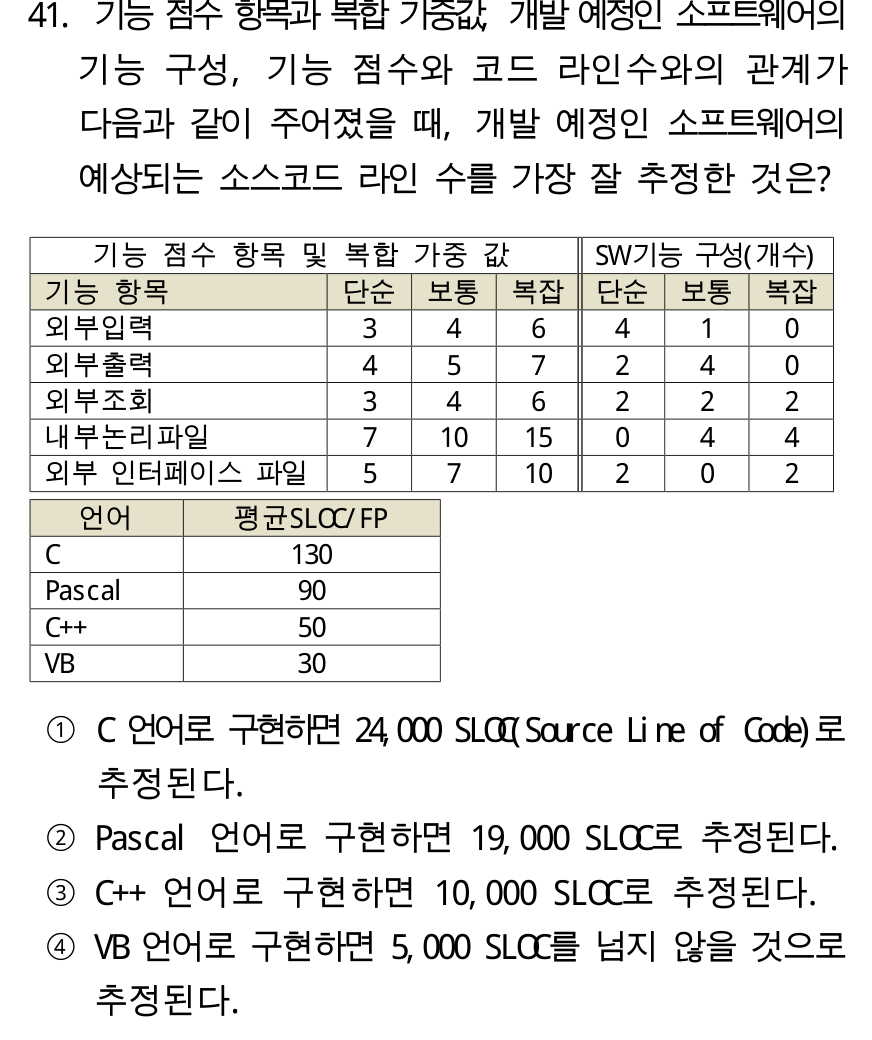 41. 기능 점수 항목과 복합 가중값, 개발 예정인 소프트웨어의
기능 구성, 기능 점수와 코드 라인수와의 관계가
다음과 같이 주어졌을 때, 개발 예정인 소프트웨어의
예상되는 소스코드 라인 수를 가장 잘 추정한 것은?
기능 점수 항목 및 복합 가중 값 SW기능 구성(개수)
기능 항목 단순 보통 복잡 단순 보통 복잡
외부입력 3 4 6 4 1 0
외부출력 4 5 7 2 4 0
외부조회 3 4 6 2 2 2
내부논리파일 7 10 15 0 4 4
외부 인터페이스 파일 5 7 10 2 0 2
언어 평균SLOC/FP
C 130
Pascal 90
C++ 50
VB 30
① C 언어로 구현하면 24,000 SLOC(Source Line of Code)로
추정된다.
② Pascal 언어로 구현하면 19,000 SLOC로 추정된다.
③ C++ 언어로 구현하면 10,000 SLOC로 추정된다.
④ VB 언어로 구현하면 5,000 SLOC를 넘지 않을 것으로
추정된다.